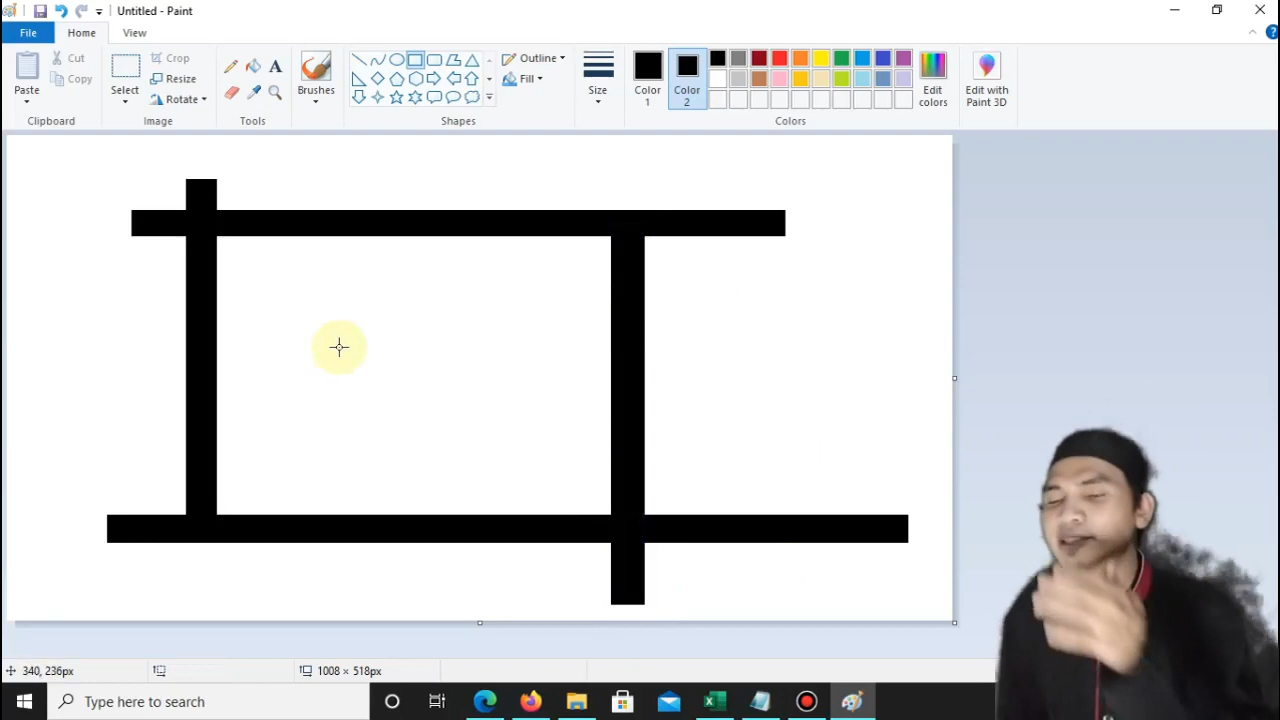 Untitled - Paint
File
Home
View
Paste
Cut
Copy
Clipboard
Select
Crop
Resize
Rotate
Image
A
Tools
Brushes
Outline
Fill
Shapes
Size
Color
1
Color
2
Edit
colors
Colors
Edit with
Paint 3D
340, 236px
1008 × 518px
Type here to search